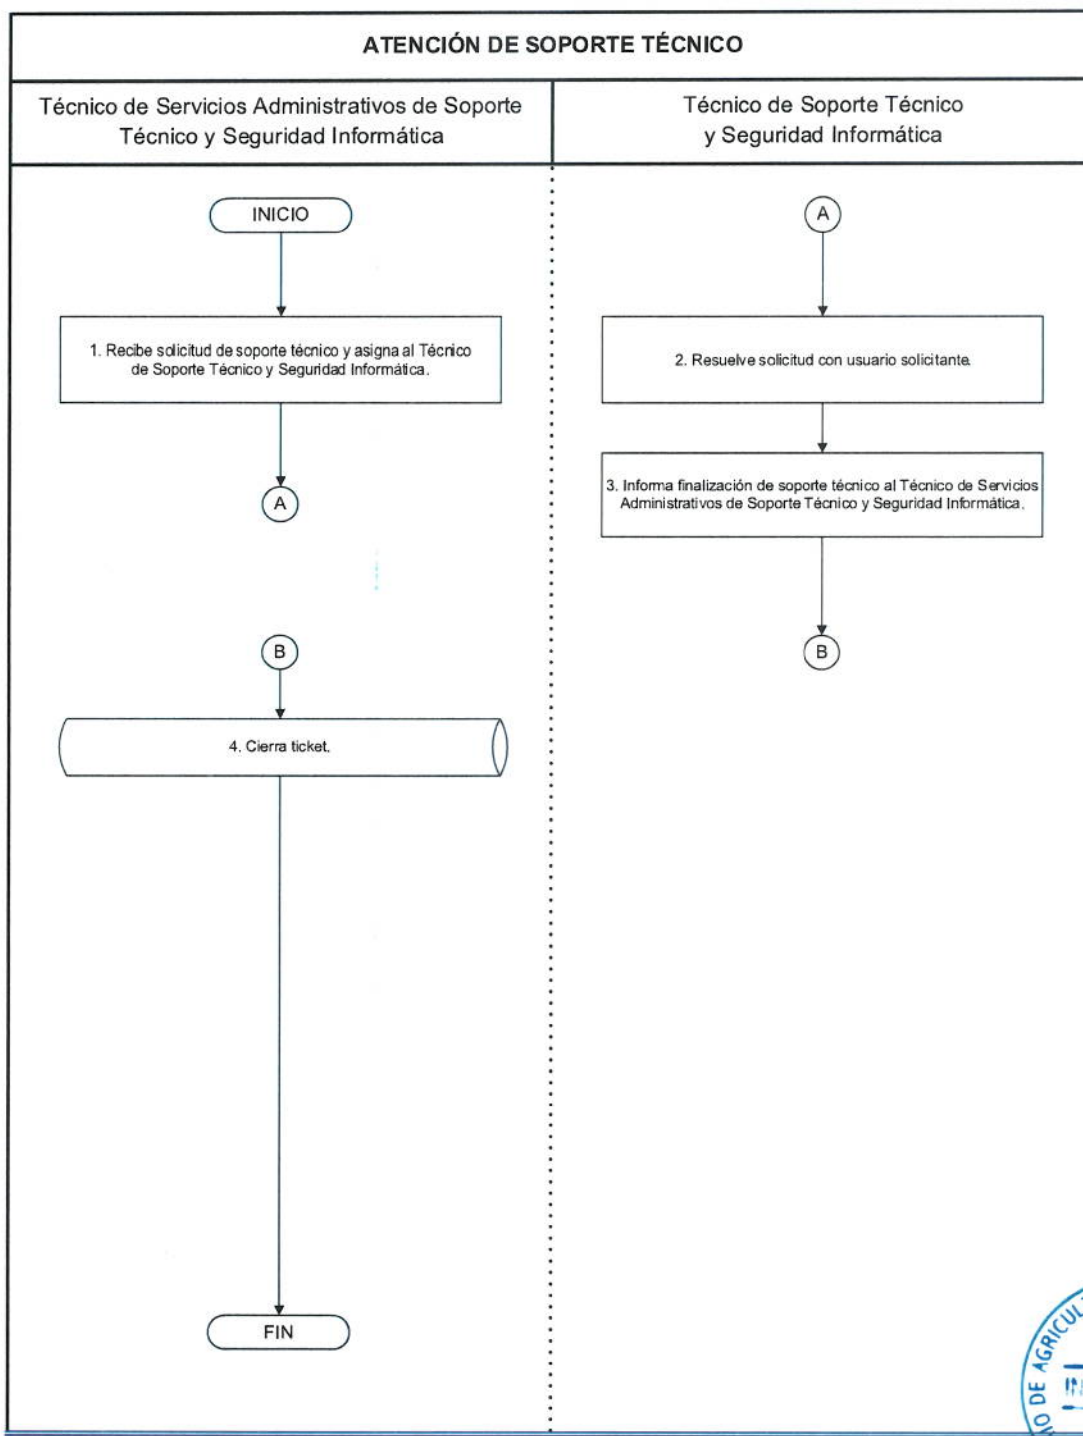 ATENCIÓN DE SOPORTE TÉCNICO
Técnico de Servicios Administrativos de Soporte
Técnico y Seguridad Informática
Técnico de Soporte Técnico
y Seguridad Informática
INICIO
1. Recibe solicitud de soporte técnico y asigna al Técnico
de Soporte Técnico y Seguridad Informática.
A
B
4. Cierra ticket.
FIN
A
2. Resuelve solicitud con usuario solicitante.
3. Informa finalización de soporte técnico al Técnico de Servicios
Administrativos de Soporte Técnico y Seguridad Informática.
B
DE